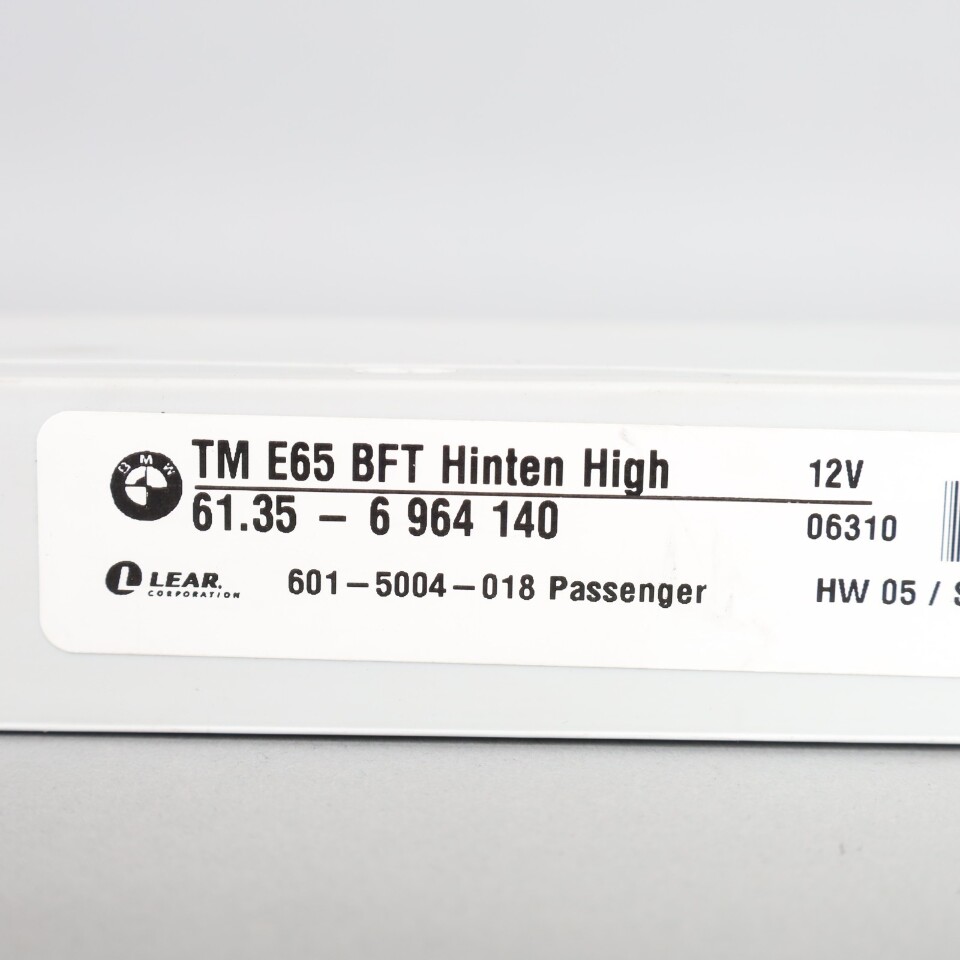 BMW
TM E65 BFT Hinten High 12V
61.35 - 6 964 140 06310
LEAR. 601-5004-018 Passenger HW 05 / S
CORPORATION